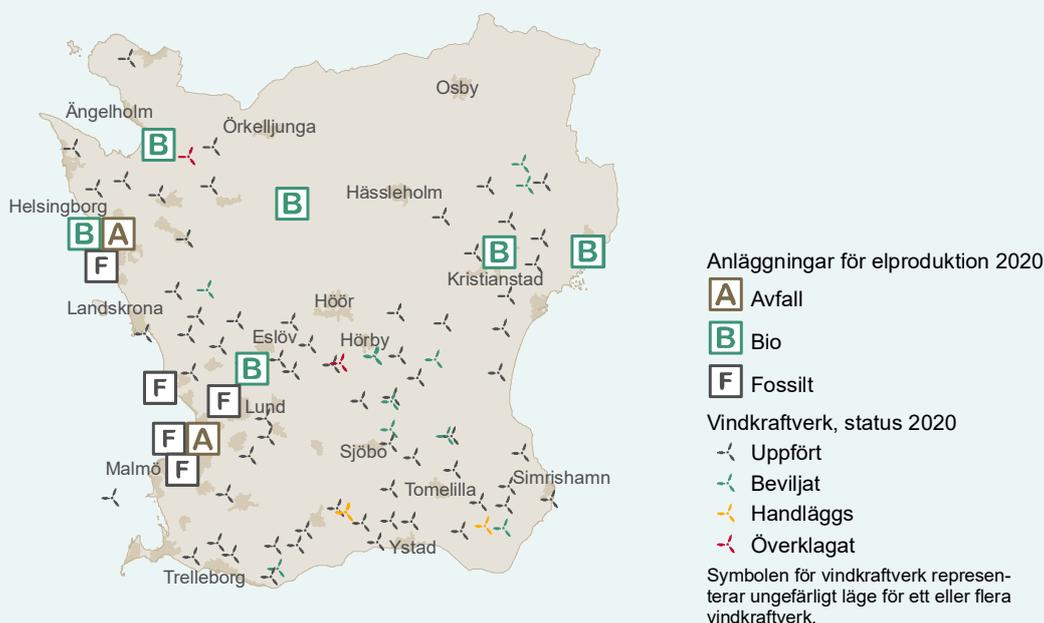 Osby
Ängelholm
Örkelljunga
B
B
Hässleholm
Helsingborg
B A
B
B
F
Kristianstad
Landskrona
Höör
Eslöv
Hörby
B
F
F
Lund
F A
Sjöbo
Malmö
F
Simrishamn
Tomelilla
Ystad
Trelleborg
Anläggningar för elproduktion 2020
A Avfall
B Bio
F Fossilt
Vindkraftverk, status 2020
Uppfört
Beviljat
Handläggs
Överklagat
Symbolen för vindkraftverk represen-
terar ungefärligt läge för ett eller flera
vindkraftverk.